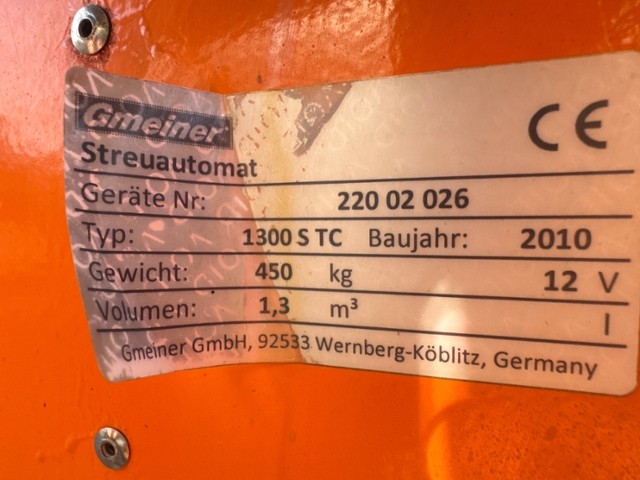 Gmeiner CE
Streuautomat
Geräte Nr: 220 02 026
Typ: 1300 S TC Baujahr: 2010
Gewicht: 450 kg 12 V
Volumen: 1,3 m³ l
Gmeiner GmbH, 92533 Wernberg-Köblitz, Germany